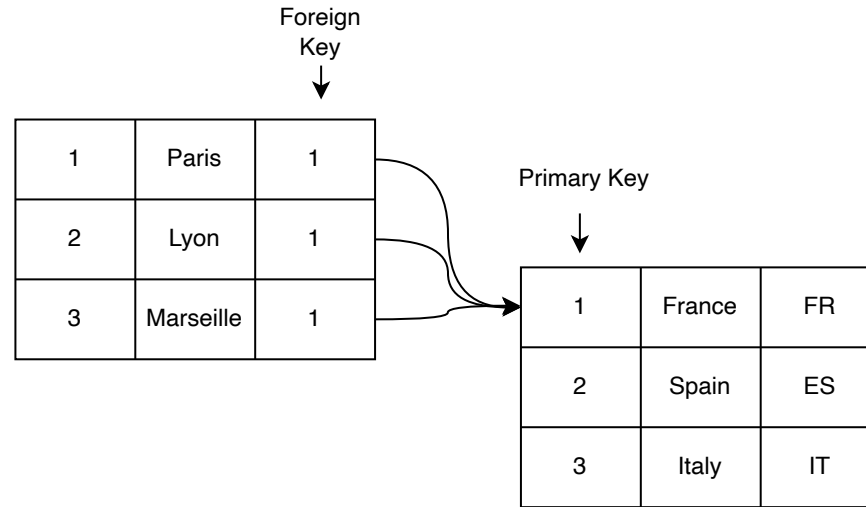 Foreign
Key
1 Paris 1
2 Lyon 1
3 Marseille 1
Primary Key
1 France FR
2 Spain ES
3 Italy IT